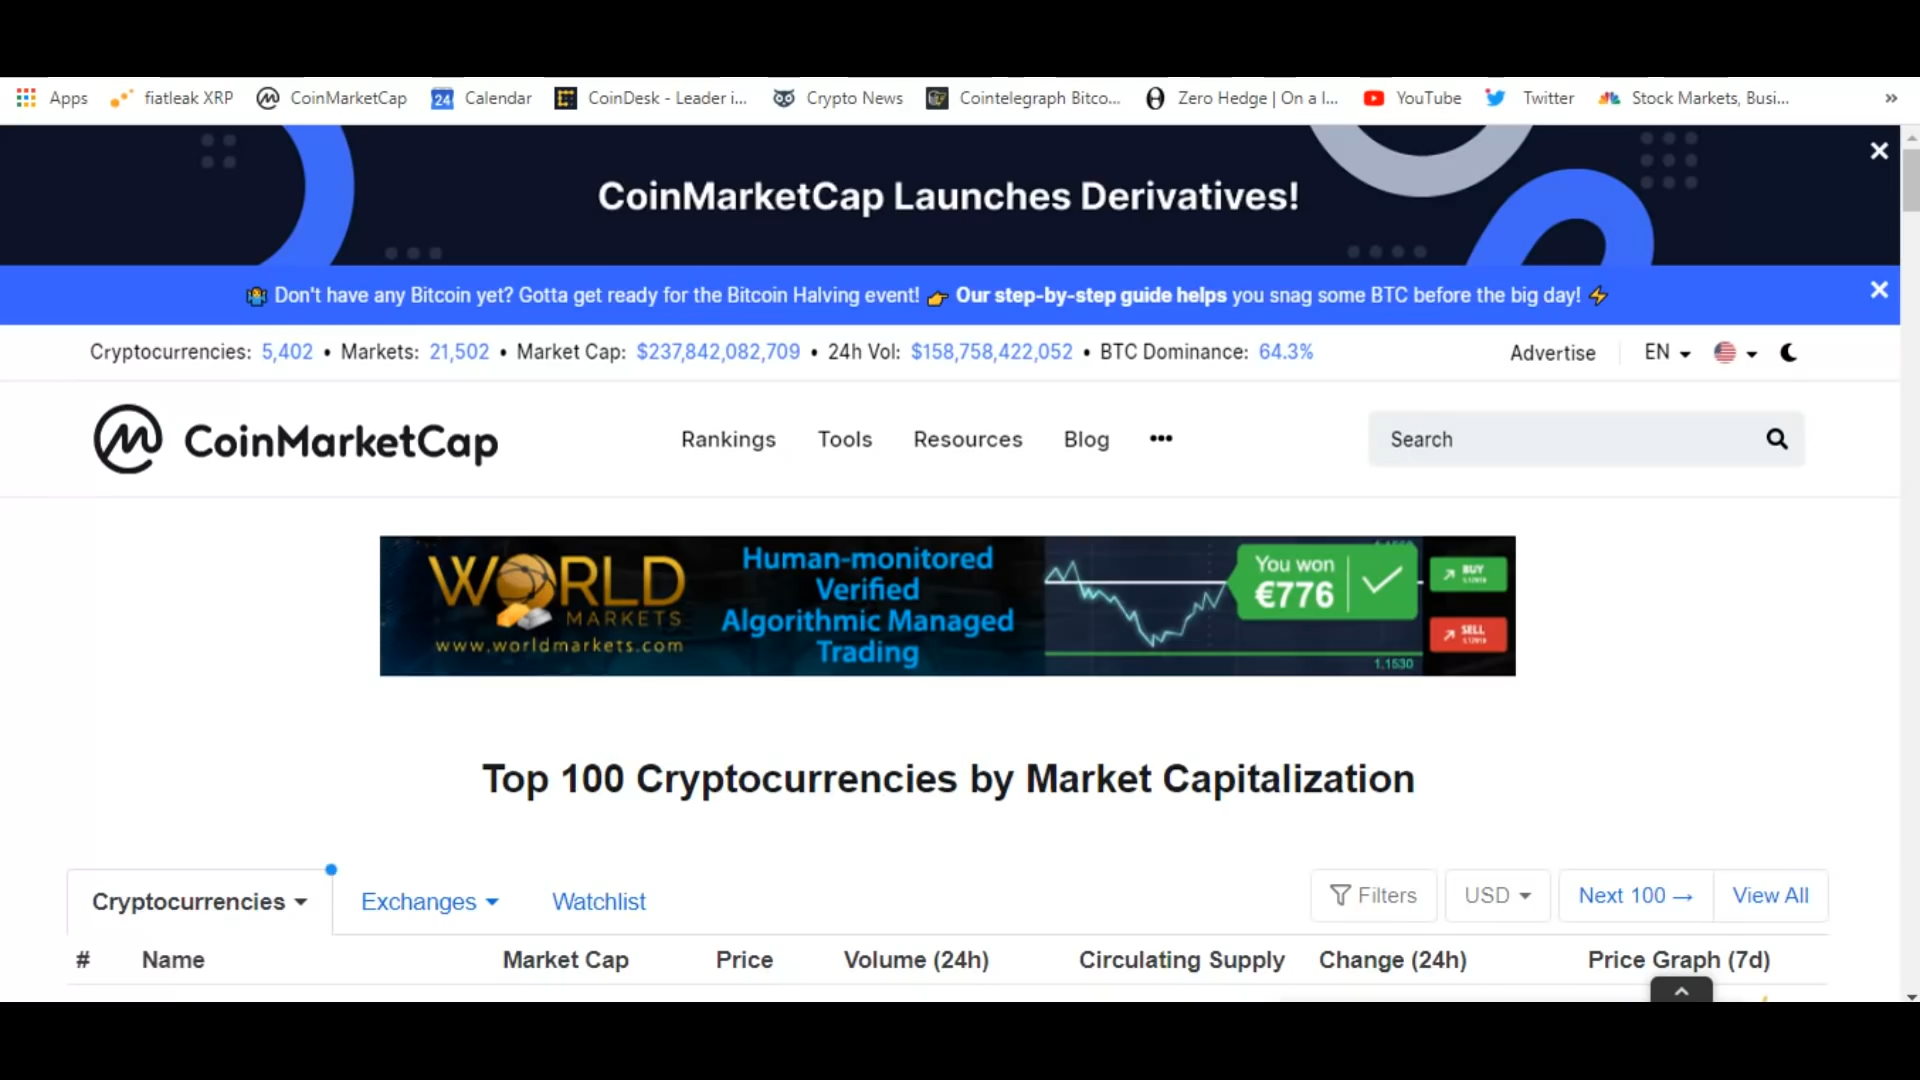 Apps fiatleak XRP CoinMarketCap 24 Calendar CoinDesk - Leader i... Crypto News Cointelegraph Bitco... Zero Hedge | On a l... YouTube Twitter Stock Markets, Busi... »
CoinMarketCap Launches Derivatives!
Don't have any Bitcoin yet? Gotta get ready for the Bitcoin Halving event! 👉 Our step-by-step guide helps you snag some BTC before the big day! ⚡
Cryptocurrencies: 5,402 • Markets: 21,502 • Market Cap: $237,842,082,709 • 24h Vol: $158,758,422,052 • BTC Dominance: 64.3% Advertise EN
CoinMarketCap Rankings Tools Resources Blog ••• Search
WORLD
MARKETS
www.worldmarkets.com
Human-monitored
Verified
Algorithmic Managed
Trading
You won
€776
BUY
SELL
1.1530
Top 100 Cryptocurrencies by Market Capitalization
Cryptocurrencies Exchanges Watchlist Filters USD Next 100 → View All
# Name Market Cap Price Volume (24h) Circulating Supply Change (24h) Price Graph (7d)